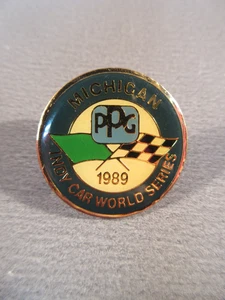 MICHIGAN
PPG
1989
INDY CAR WORLD SERIES